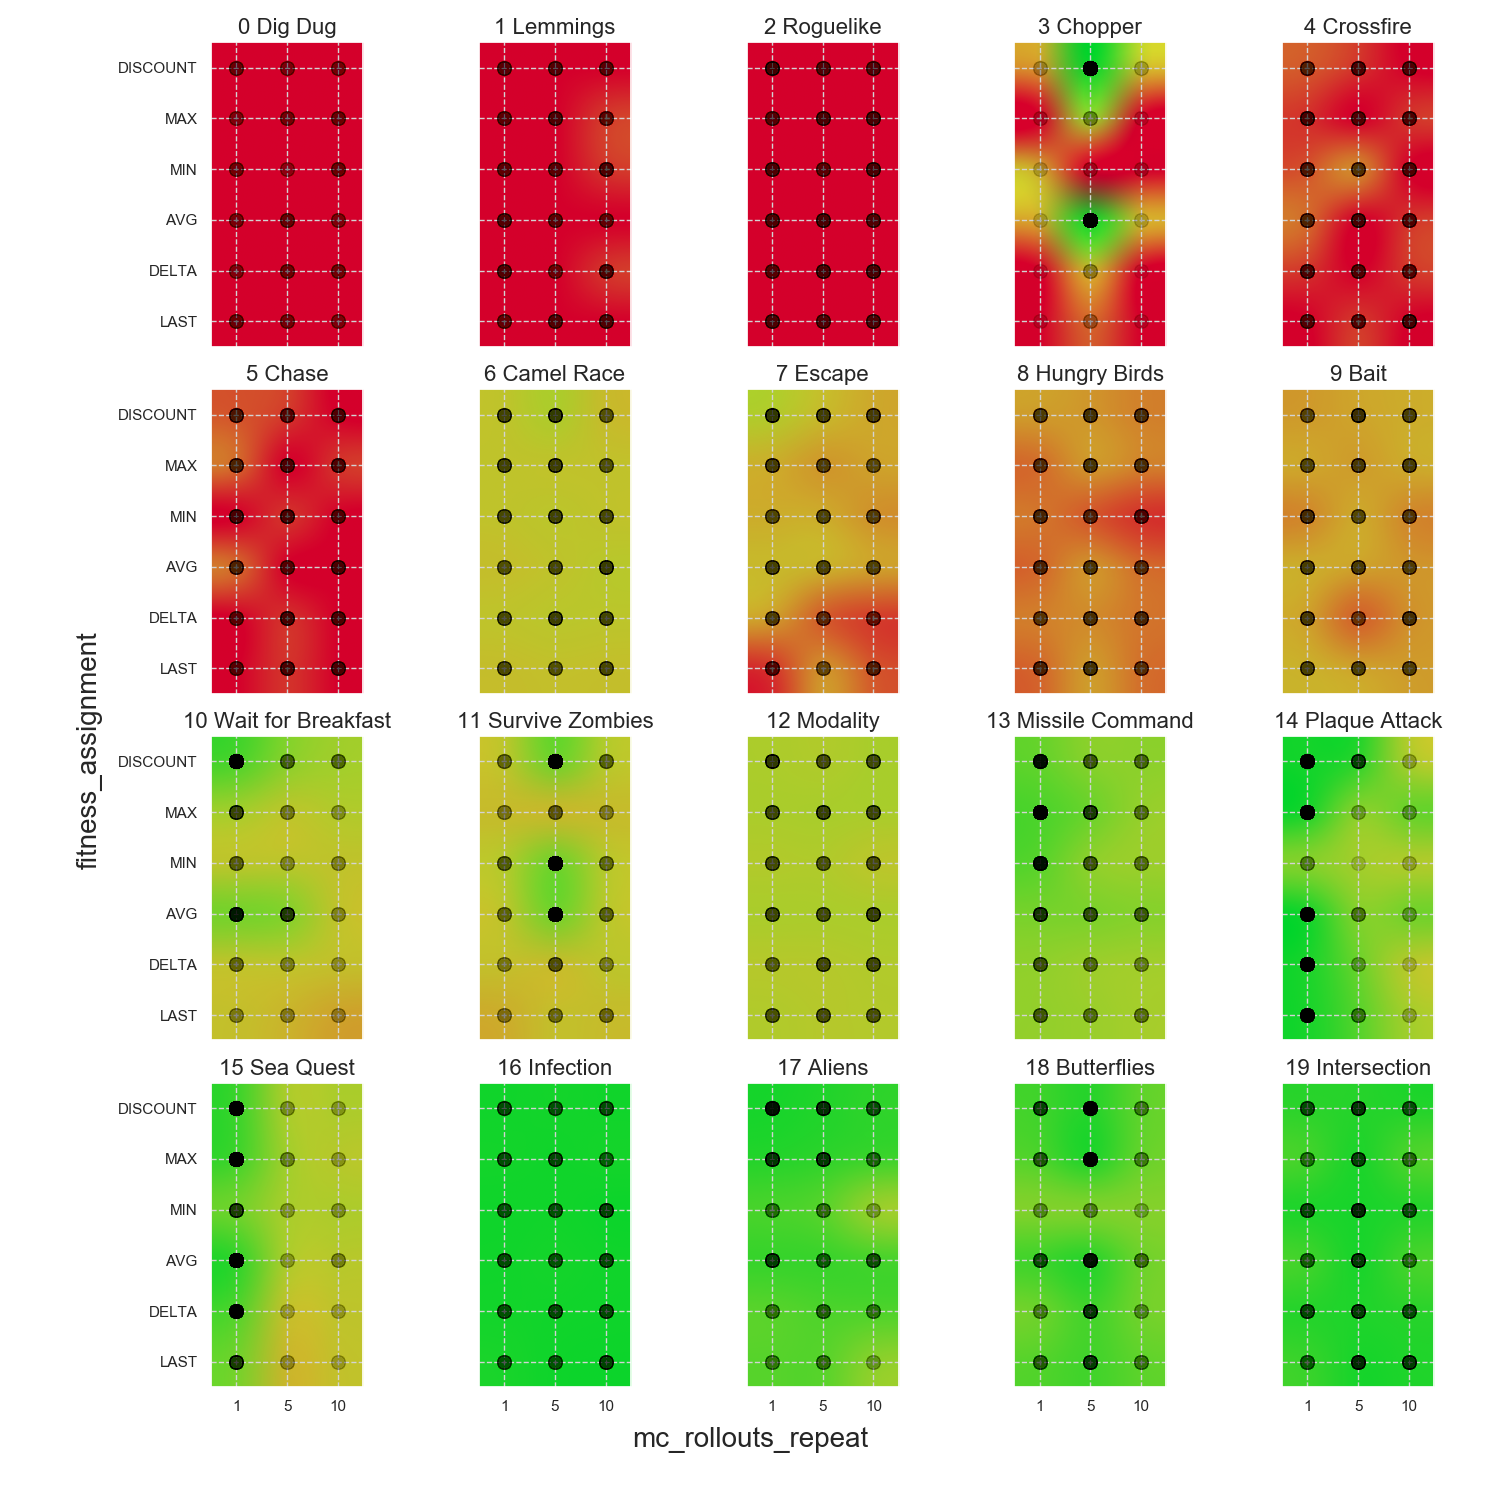 0 Dig Dug
1 Lemmings
2 Roguelike
3 Chopper
4 Crossfire
DISCOUNT
MAX
MIN
AVG
DELTA
LAST
5 Chase
6 Camel Race
7 Escape
8 Hungry Birds
9 Bait
DISCOUNT
MAX
MIN
AVG
DELTA
LAST
fitness_assignment
10 Wait for Breakfast
11 Survive Zombies
12 Modality
13 Missile Command
14 Plaque Attack
DISCOUNT
MAX
MIN
AVG
DELTA
LAST
15 Sea Quest
16 Infection
17 Aliens
18 Butterflies
19 Intersection
DISCOUNT
MAX
MIN
AVG
DELTA
LAST
1 5 10
1 5 10
1 5 10
1 5 10
1 5 10
mc_rollouts_repeat